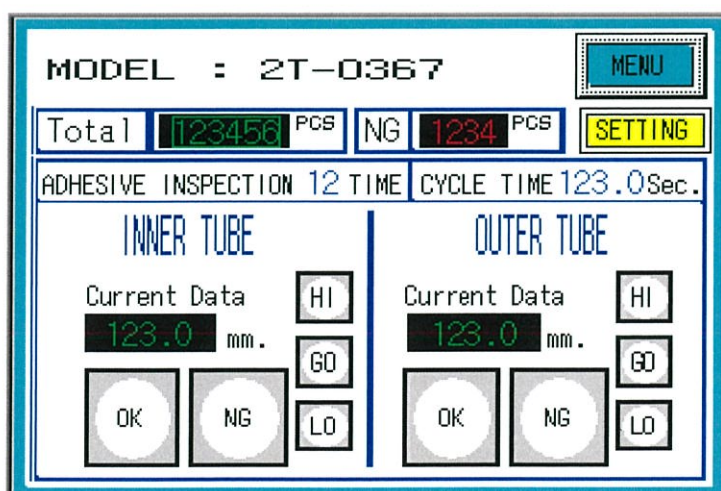 MODEL : 2T-0367 MENU
Total 123456 PCS NG 1234 PCS SETTING
ADHESIVE INSPECTION 12 TIME CYCLE TIME 123.0 Sec.
INNER TUBE OUTER TUBE
Current Data HI Current Data HI
123.0 mm. 123.0 mm.
GO GO
OK NG LO OK NG LO